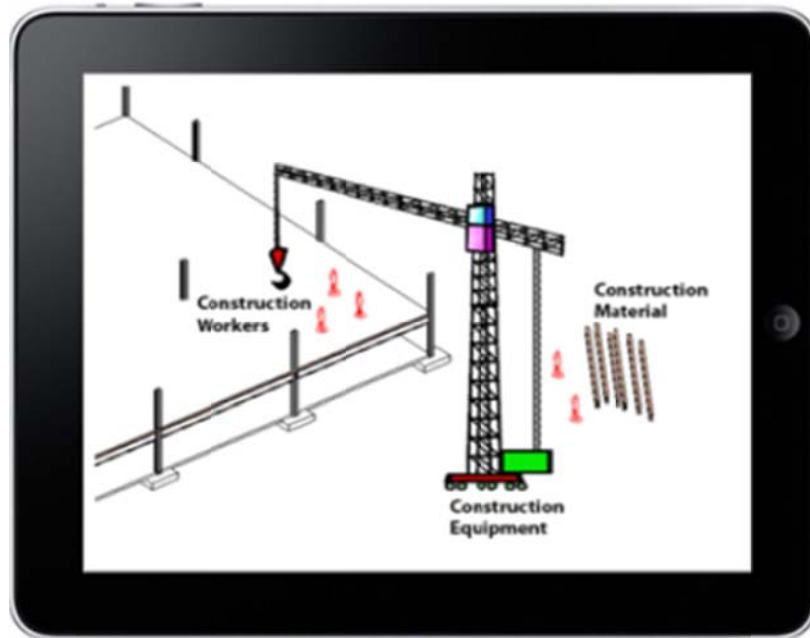 Construction
Workers
Construction
Material
Construction
Equipment